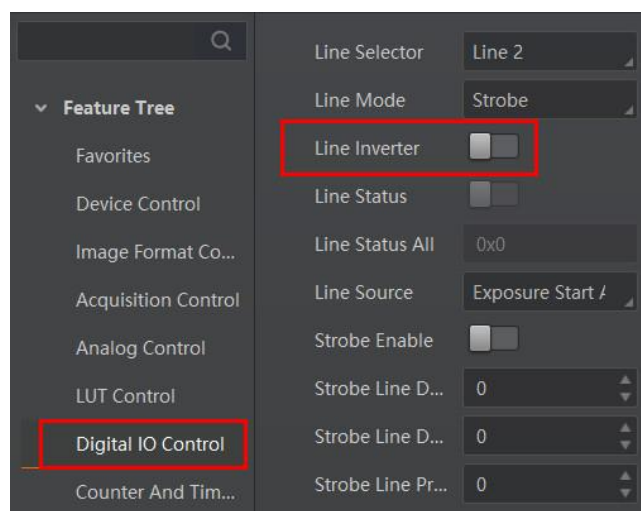 Feature Tree
Favorites
Device Control
Image Format Co...
Acquisition Control
Analog Control
LUT Control
Digital IO Control
Counter And Tim...
Line Selector
Line 2
Line Mode
Strobe
Line Inverter
Line Status
Line Status All
0x0
Line Source
Exposure Start
Strobe Enable
Strobe Line D...
0
Strobe Line D...
0
Strobe Line Pr...
0